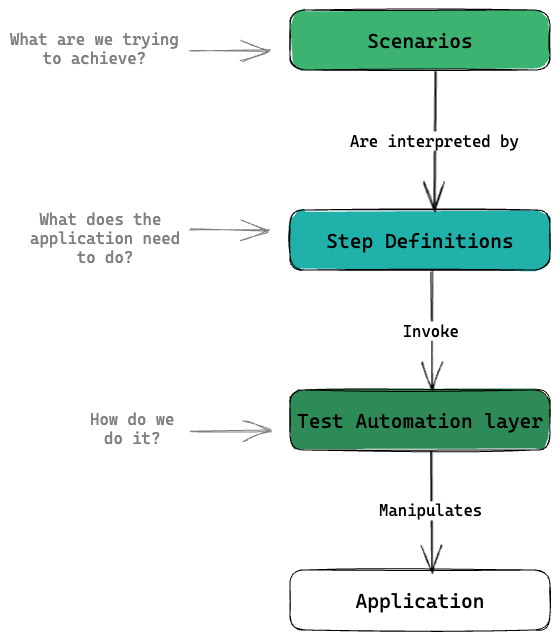 What are we trying
to achieve?
Scenarios
Are interpreted by
What does the
application need
to do?
Step Definitions
Invoke
How do we
do it?
Test Automation layer
Manipulates
Application